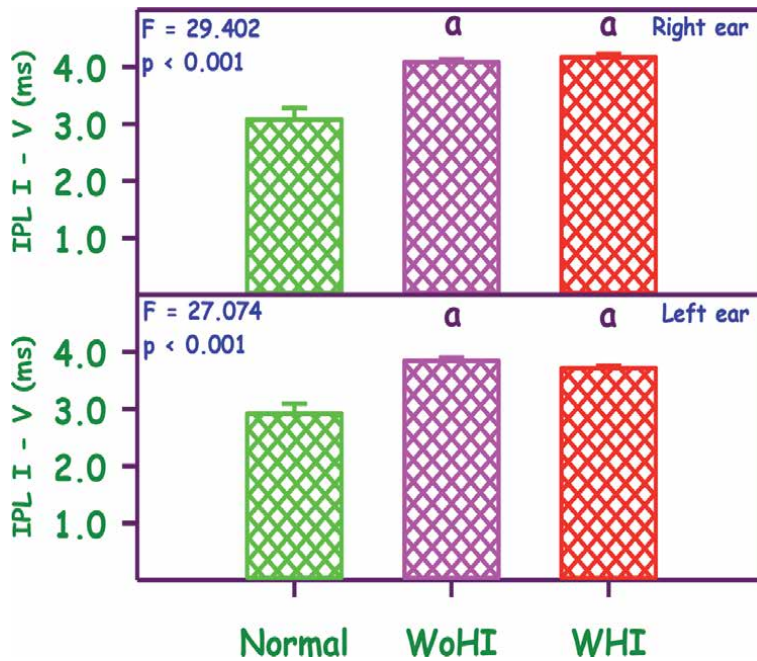 F = 29.402
p < 0.001
a
a
Right ear
IPL I - V (ms)
4.0
3.0
2.0
1.0
F = 27.074
p < 0.001
a
a
Left ear
IPL I - V (ms)
4.0
3.0
2.0
1.0
Normal WoHI WHI